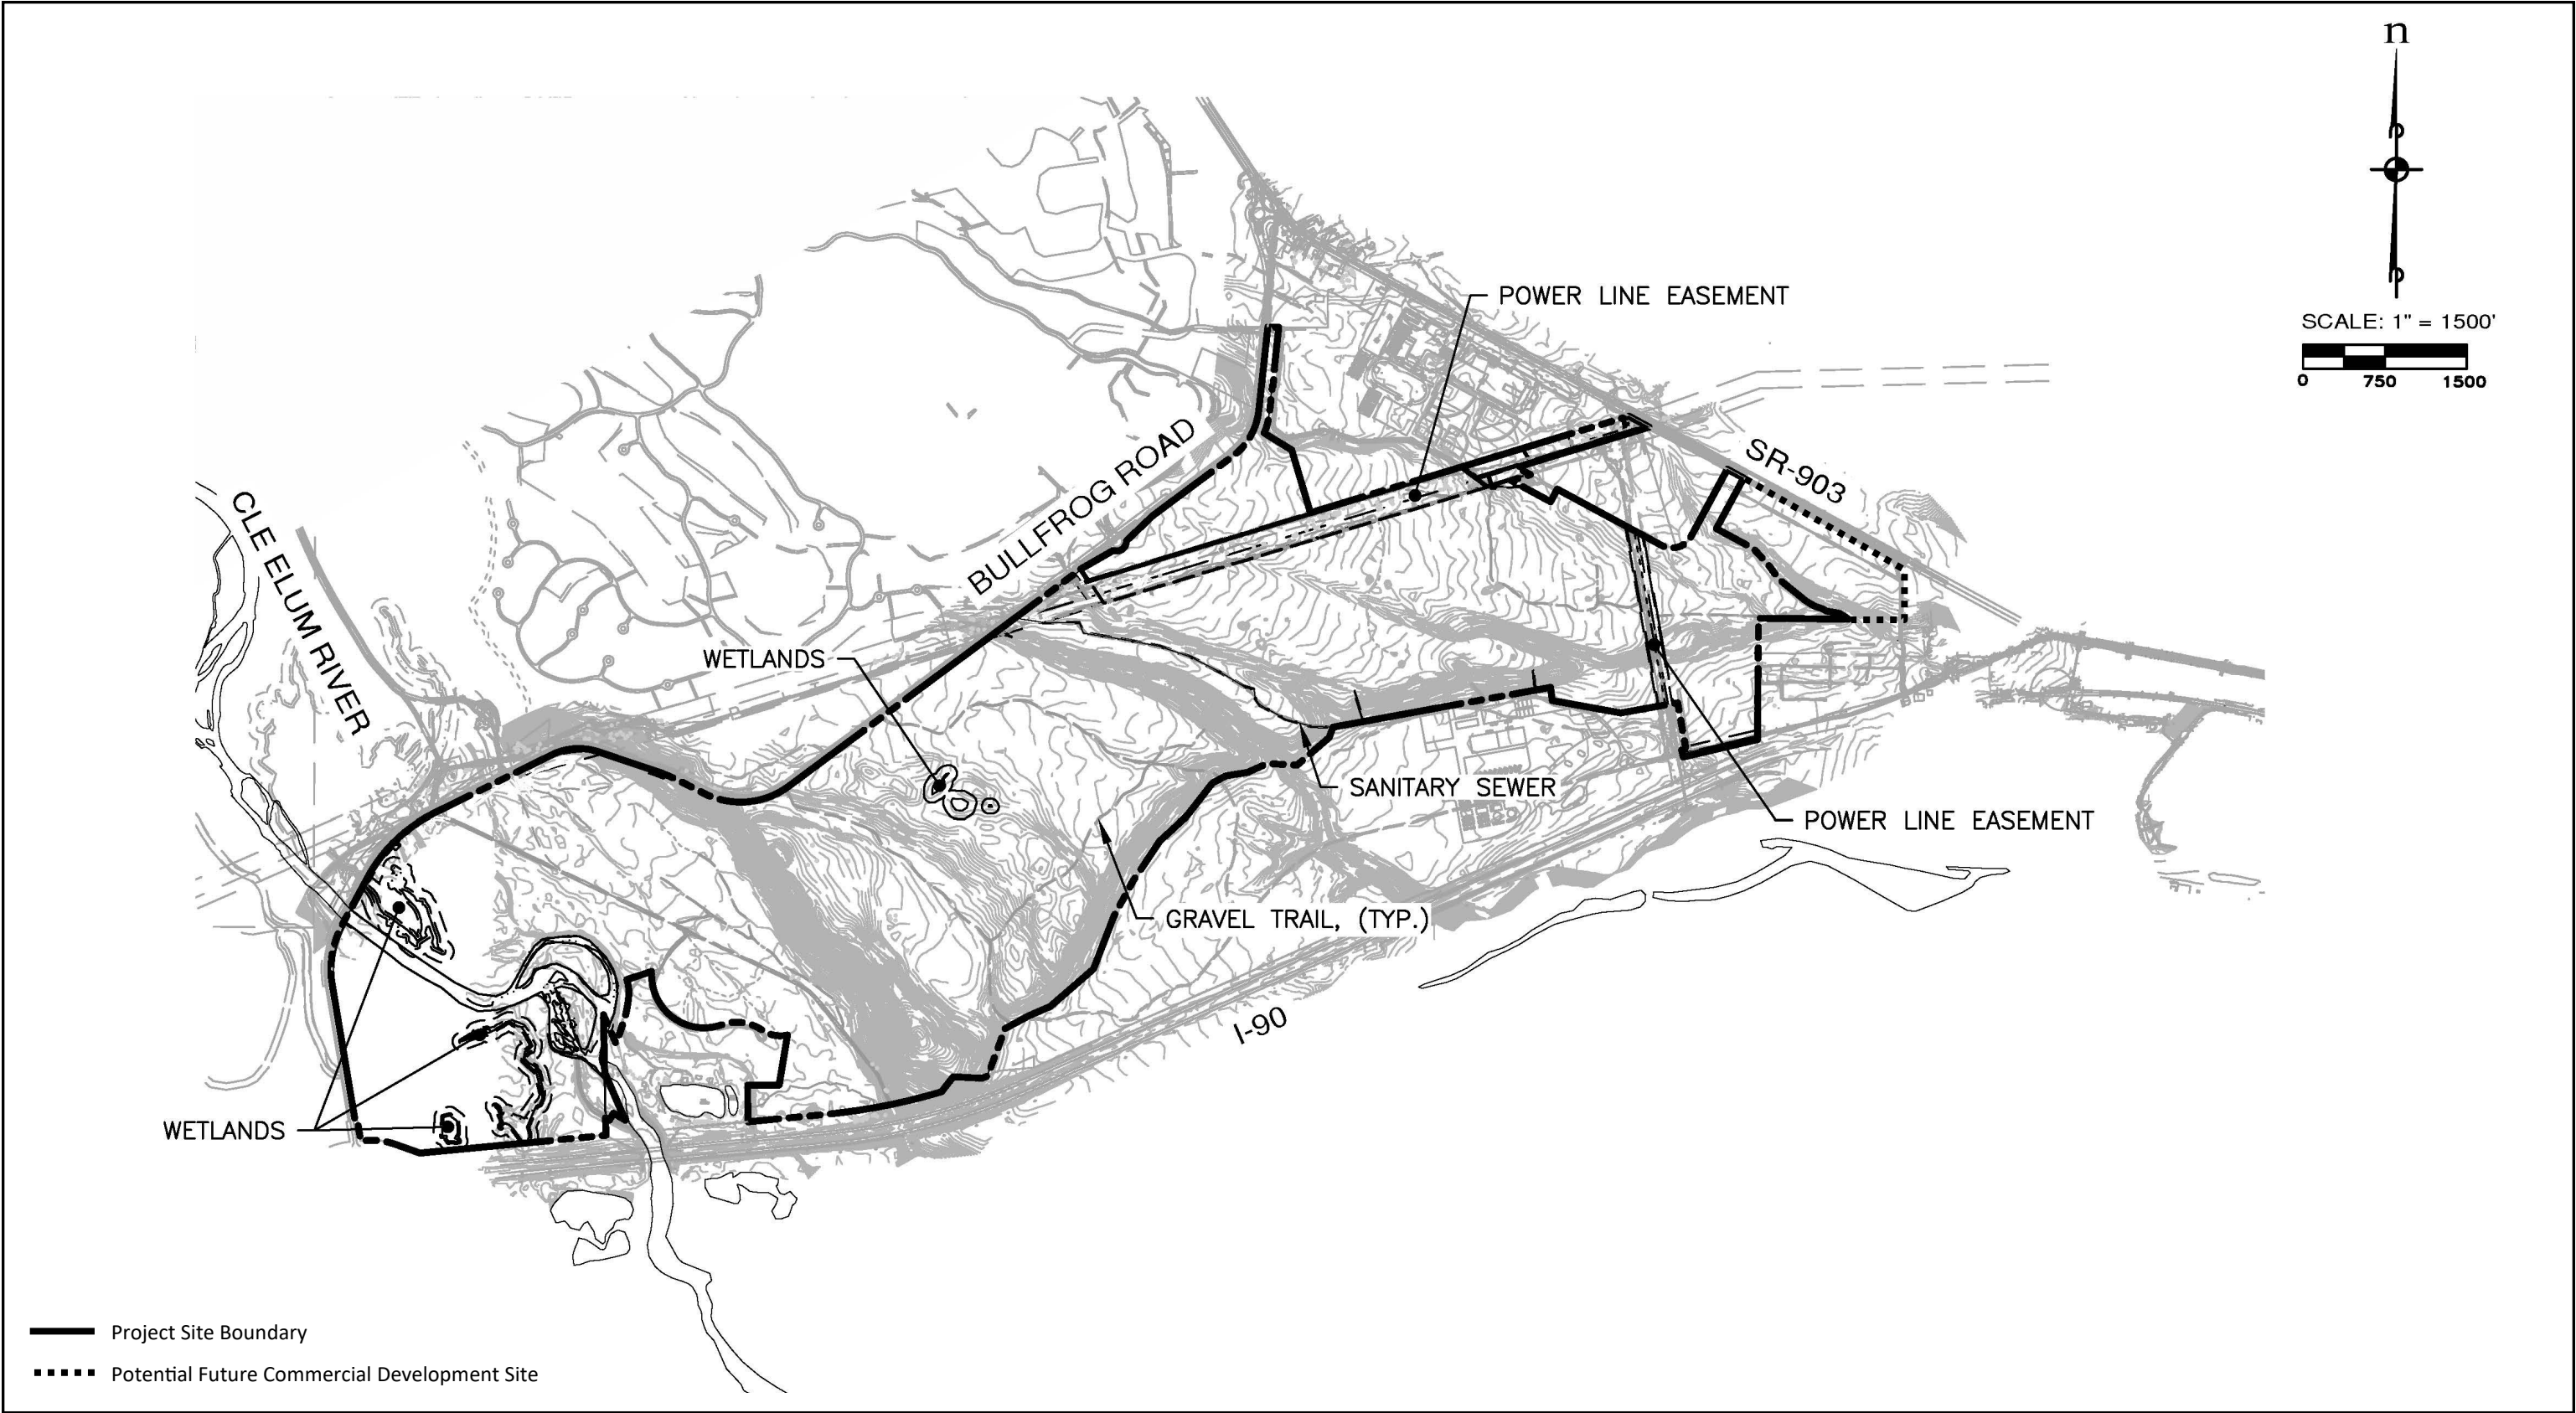 n
SCALE: 1" = 1500'
0 750 1500
POWER LINE EASEMENT
SR-903
BULLFROG ROAD
CLE ELUM RIVER
WETLANDS
SANITARY SEWER
POWER LINE EASEMENT
GRAVEL TRAIL, (TYP.)
I-90
WETLANDS
Project Site Boundary
Potential Future Commercial Development Site